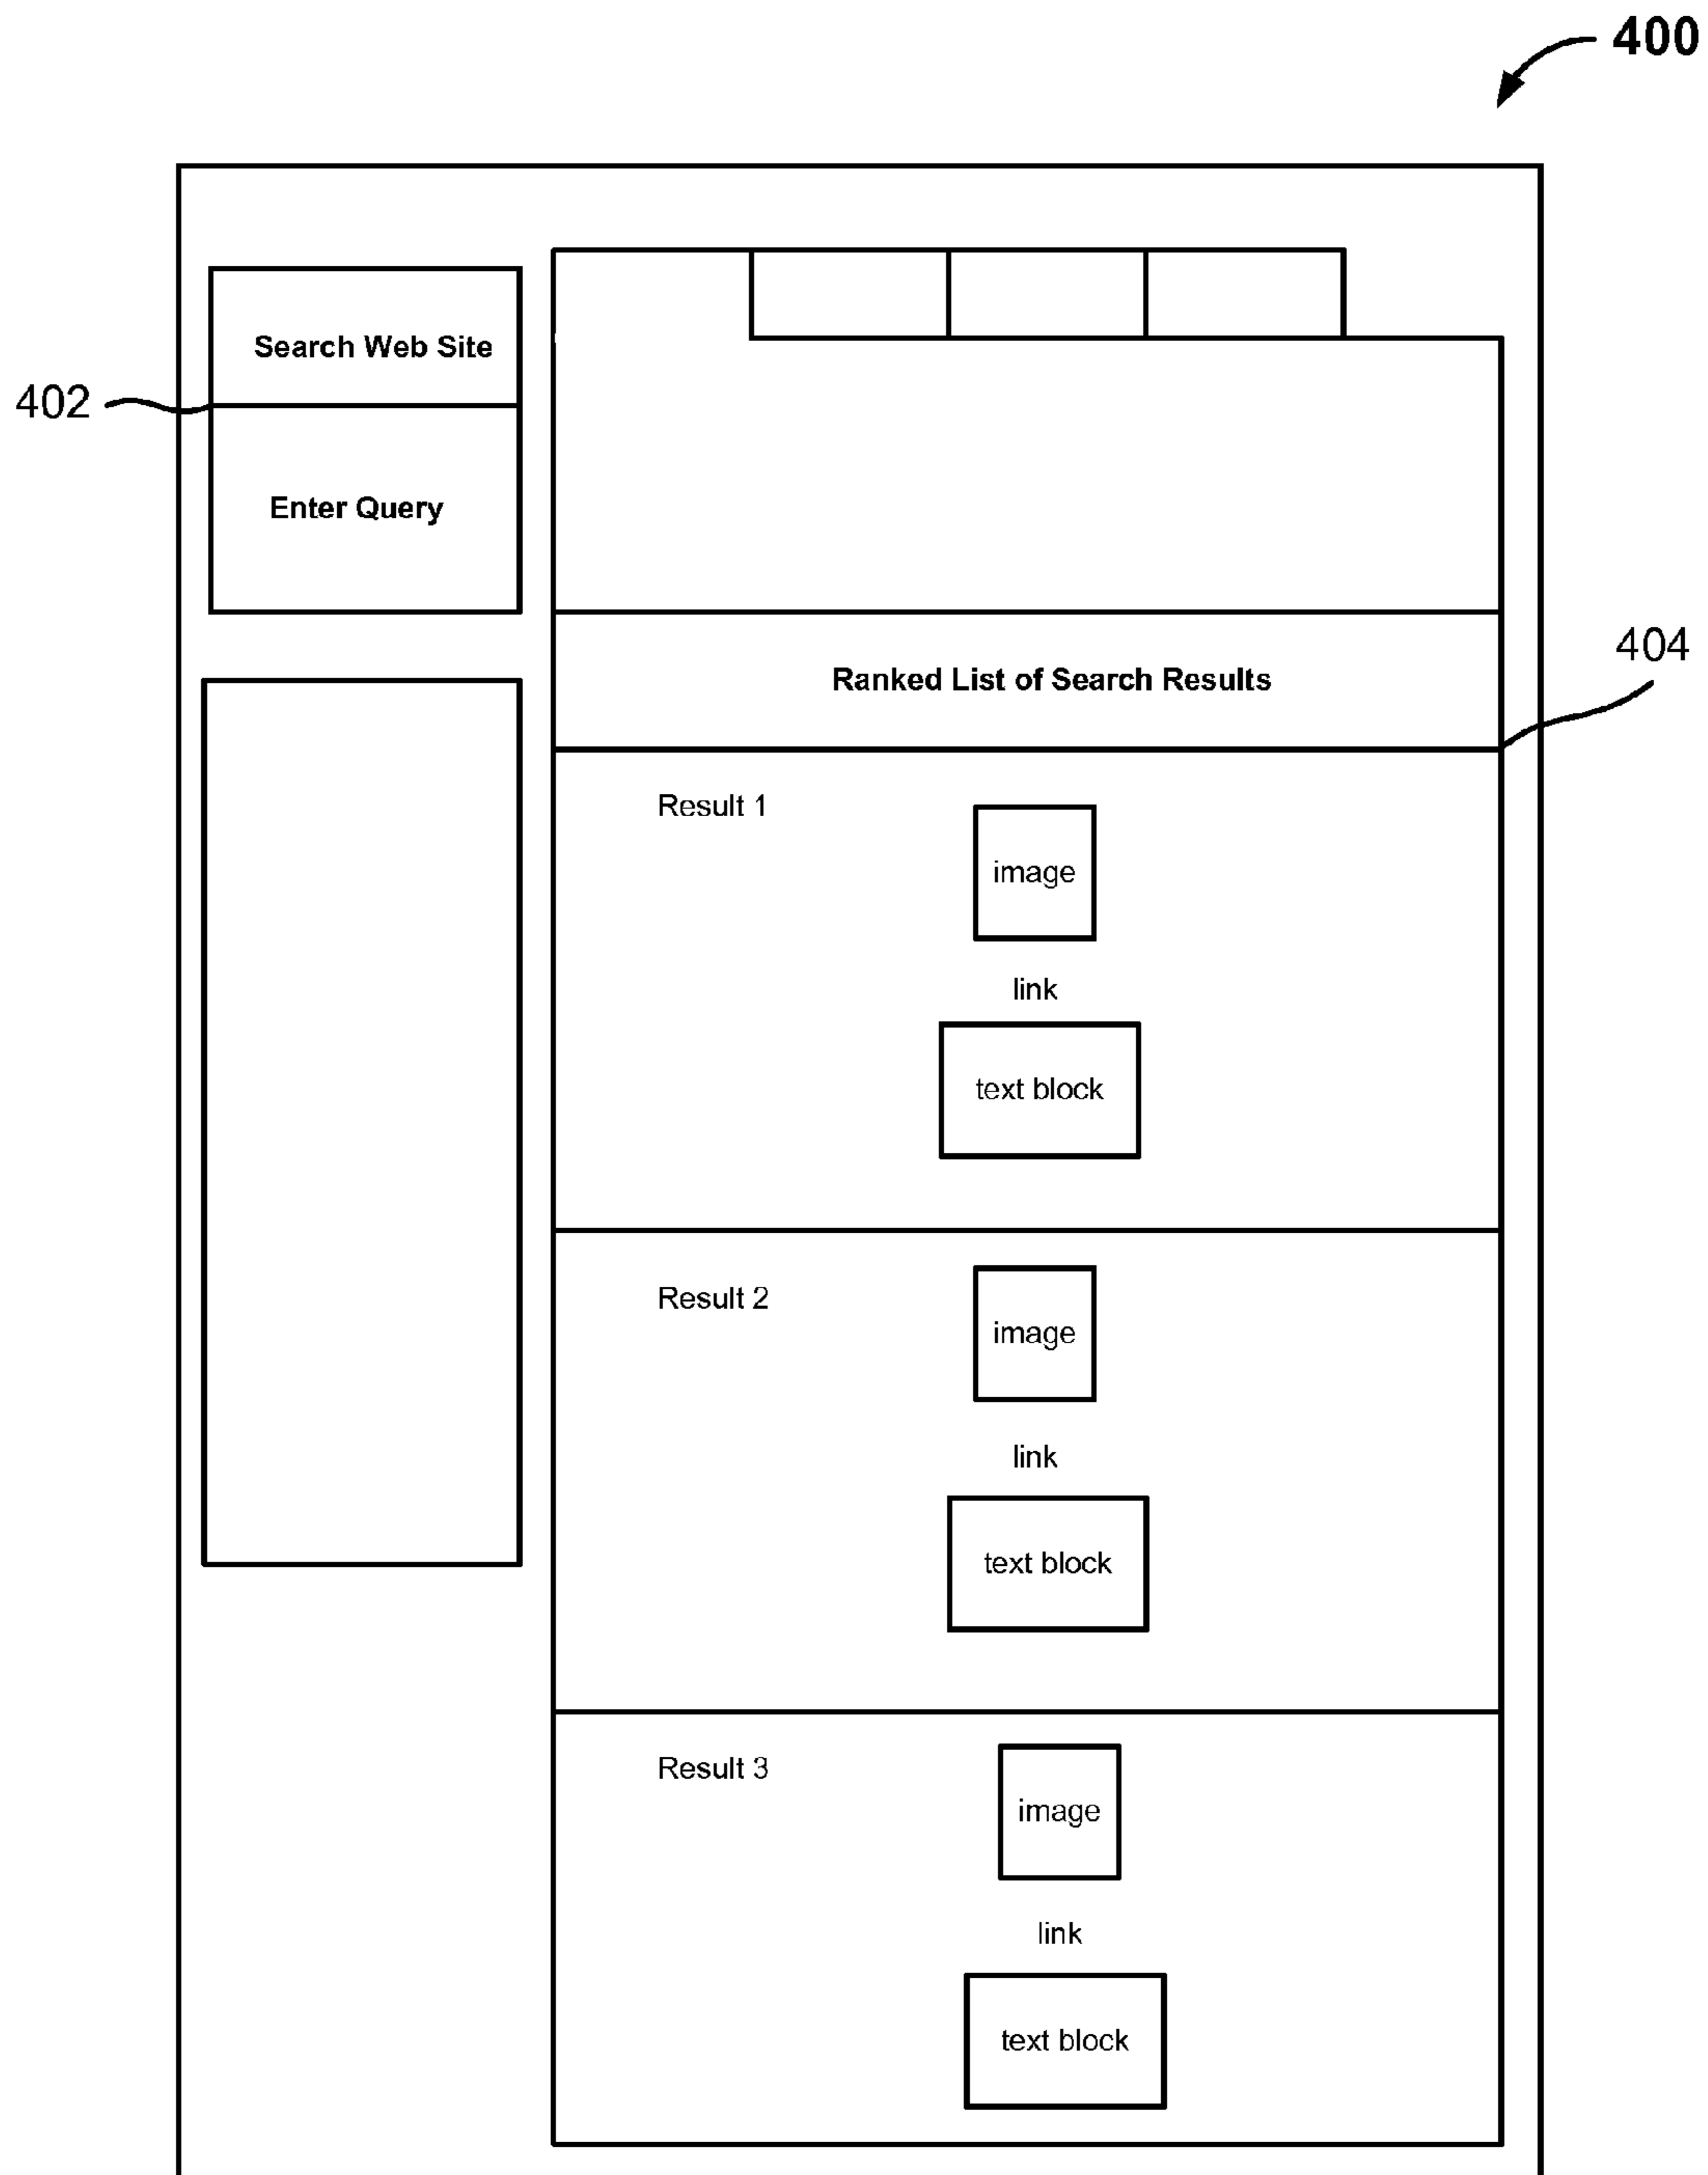 400
Search Web Site
402
Enter Query
404
Ranked List of Search Results
Result 1
image
link
text block
Result 2
image
link
text block
Result 3
image
link
text block